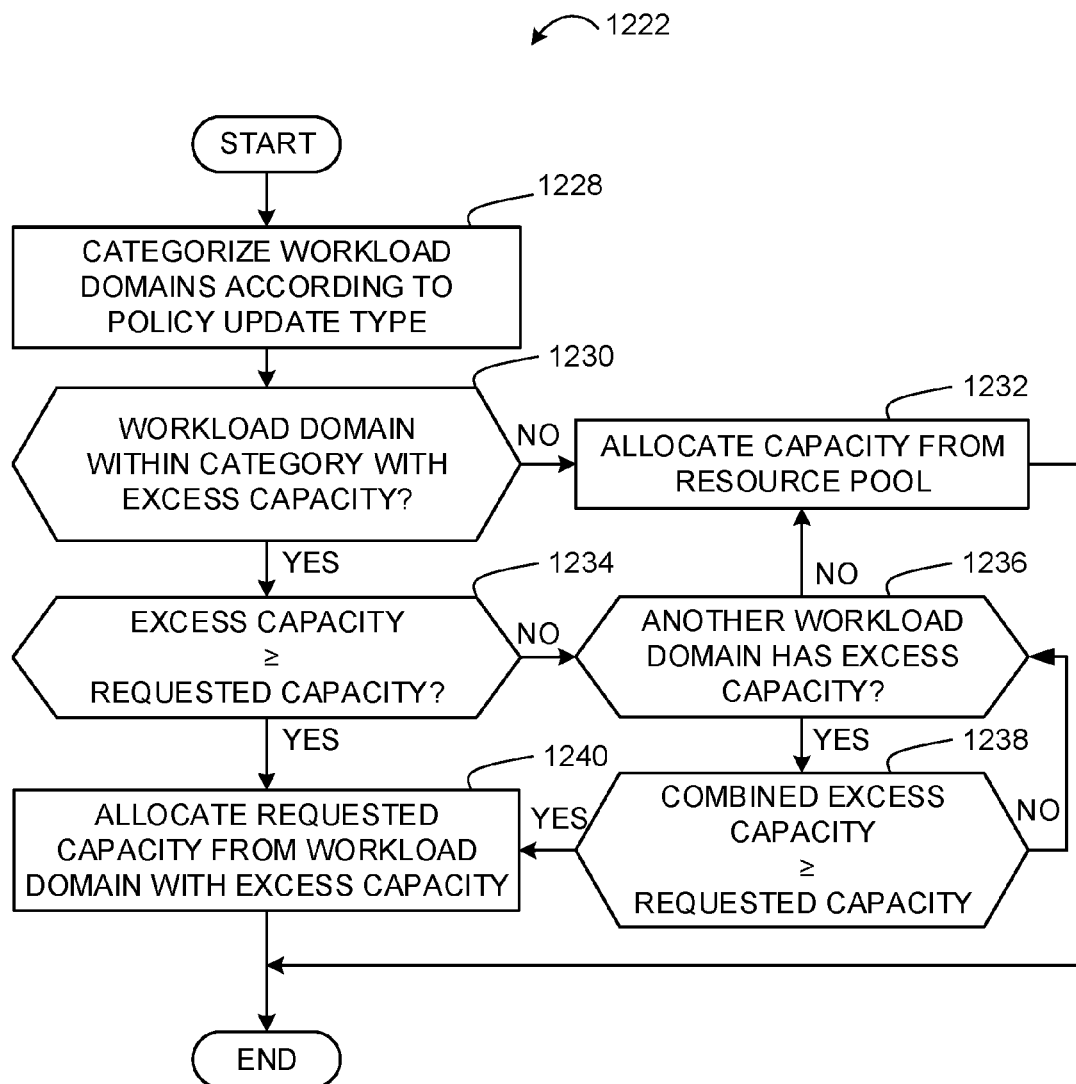 1222
START
1228
CATEGORIZE WORKLOAD
DOMAINS ACCORDING TO
POLICY UPDATE TYPE
1230
WORKLOAD DOMAIN
WITHIN CATEGORY WITH
EXCESS CAPACITY?
NO
1232
ALLOCATE CAPACITY FROM
RESOURCE POOL
YES
1234
EXCESS CAPACITY
≥
REQUESTED CAPACITY?
NO
NO
1236
ANOTHER WORKLOAD
DOMAIN HAS EXCESS
CAPACITY?
YES
YES
1238
COMBINED EXCESS
CAPACITY
≥
REQUESTED CAPACITY
NO
YES
1240
ALLOCATE REQUESTED
CAPACITY FROM WORKLOAD
DOMAIN WITH EXCESS CAPACITY
END